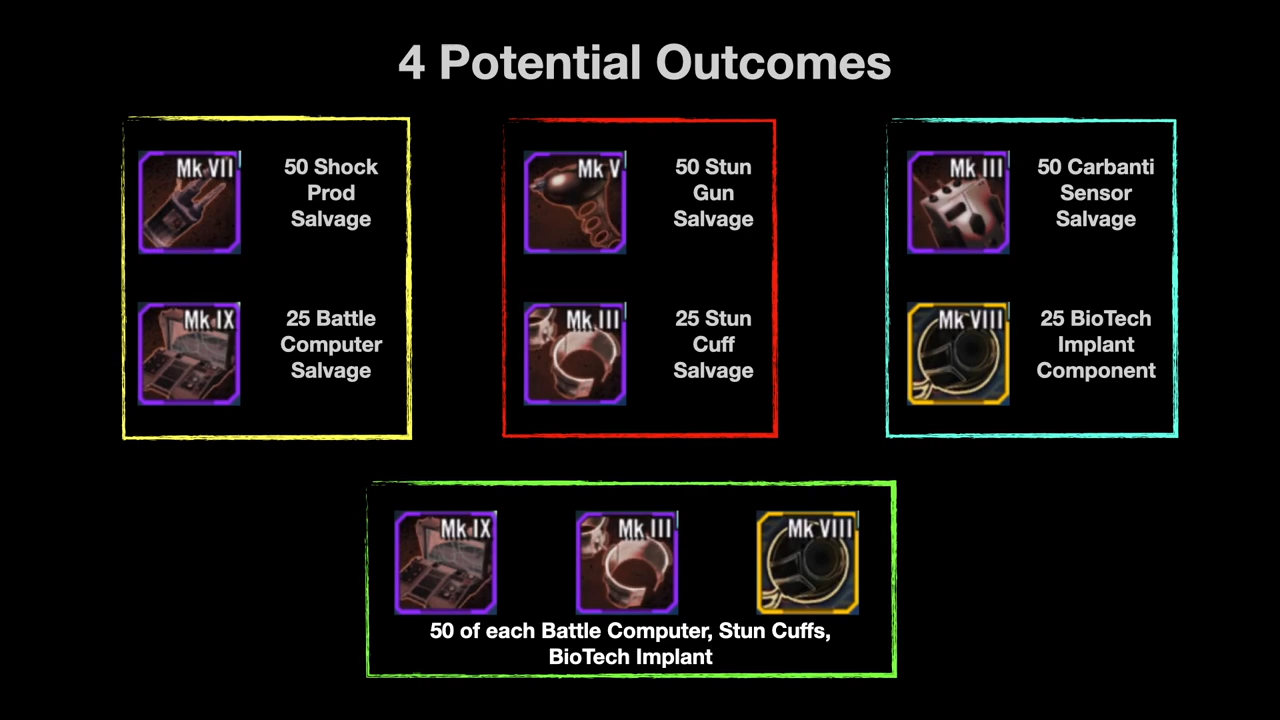 4 Potential Outcomes
Mk VII
50 Shock
Prod
Salvage
Mk IX
25 Battle
Computer
Salvage
Mk V
50 Stun
Gun
Salvage
Mk III
25 Stun
Cuff
Salvage
Mk III
50 Carbanti
Sensor
Salvage
Mk VIII
25 BioTech
Implant
Component
Mk IX
Mk III
Mk VIII
50 of each Battle Computer, Stun Cuffs,
BioTech Implant